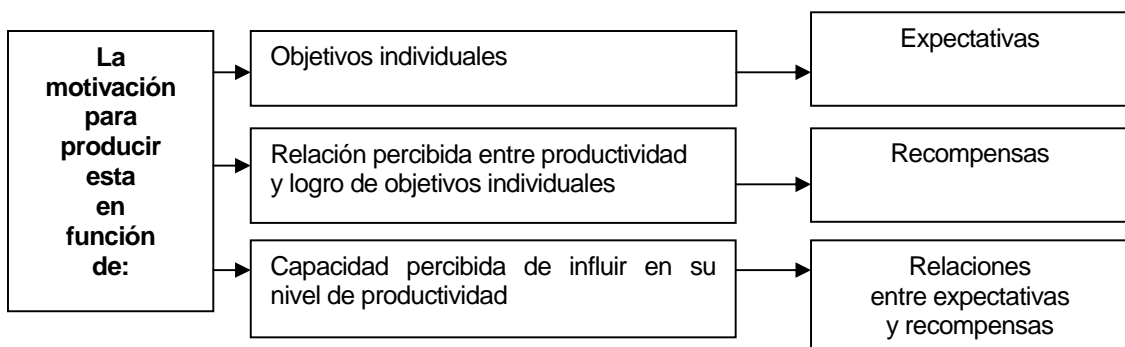 La
motivación
para
producir
esta
en
función
de:
Objetivos individuales
Expectativas
Relación percibida entre productividad
y logro de objetivos individuales
Recompensas
Capacidad percibida de influir en su
nivel de productividad
Relaciones
entre expectativas
y recompensas